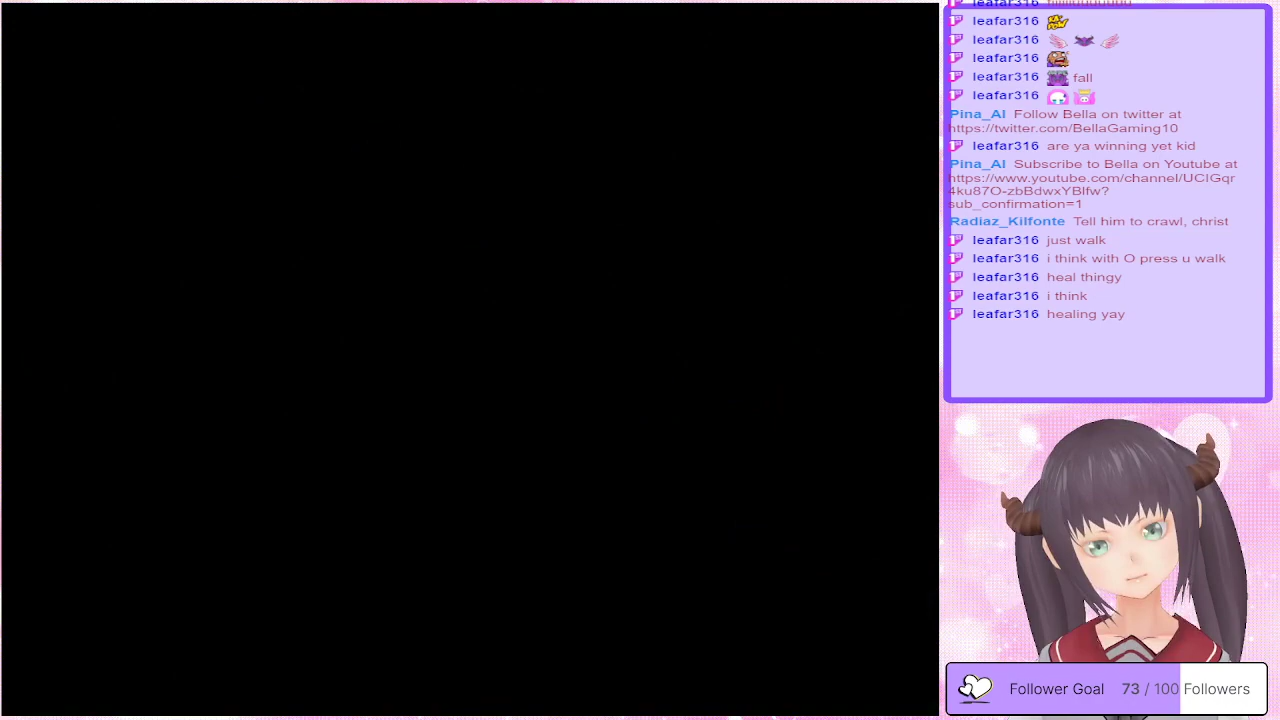 leafar316
leafar316
leafar316
leafar316
leafar316 fall
leafar316
Pina_AI Follow Bella on twitter at
https://twitter.com/BellaGaming10
leafar316 are ya winning yet kid
Pina_AI Subscribe to Bella on Youtube at
https://www.youtube.com/channel/UCIGqr
4ku87O-zbBdwxYBlfw?
sub_confirmation=1
Radiaz_Kilfonte Tell him to crawl, christ
leafar316 just walk
leafar316 i think with O press u walk
leafar316 heal thingy
leafar316 i think
leafar316 healing yay
Follower Goal 73 / 100 Followers